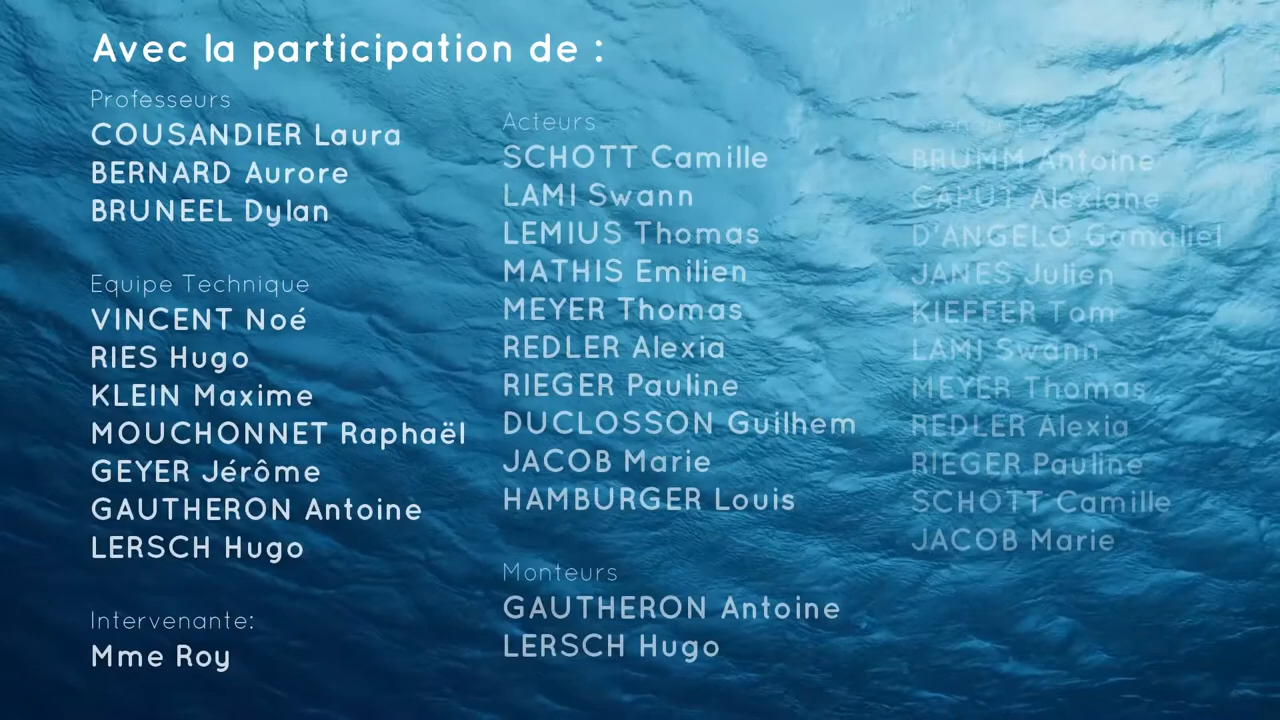 Avec la participation de :
Professeurs
COUSANDIER Laura
BERNARD Aurore
BRUNEEL Dylan
Equipe Technique
VINCENT Noé
RIES Hugo
KLEIN Maxime
MOUCHONNET Raphaël
GEYER Jérôme
GAUTHERON Antoine
LERSCH Hugo
Intervenante:
Mme Roy
Acteurs
SCHOTT Camille
LAMI Swann
LEMIUS Thomas
MATHIS Emilien
MEYER Thomas
REDLER Alexia
RIEGER Pauline
DUCLOSSON Guilhem
JACOB Marie
HAMBURGER Louis
Monteurs
GAUTHERON Antoine
LERSCH Hugo
BRUMM Antoine
CAPUT Alexiane
D'ANGELO Gamaliel
JANES Julien
KIEFFER Tom
LAMI Swann
MEYER Thomas
REDLER Alexia
RIEGER Pauline
SCHOTT Camille
JACOB Marie